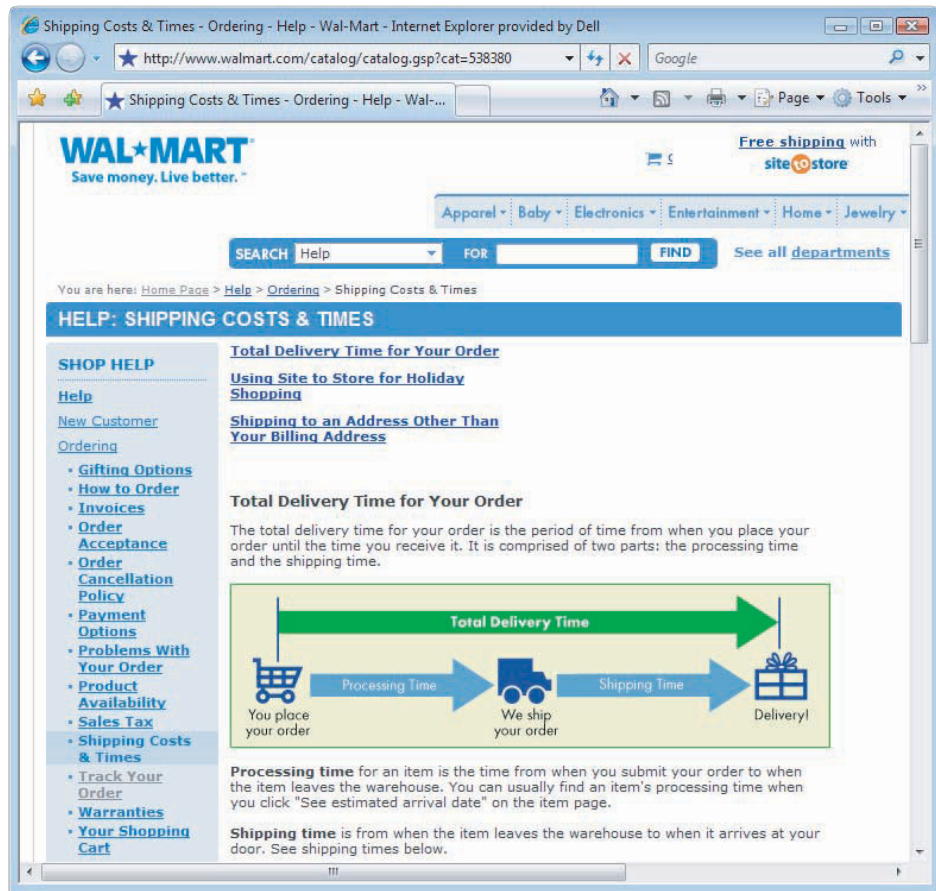 Shipping Costs & Times - Ordering - Help - Wal-Mart - Internet Explorer provided by Dell
http://www.walmart.com/catalog/catalog.gsp?cat=538380
Google
Shipping Costs & Times - Ordering - Help - Wal-...
Page
Tools
WAL★MART
Save money. Live better.™
Free shipping with
site to store
Apparel
Baby
Electronics
Entertainment
Home
Jewelry
SEARCH Help FOR FIND See all departments
You are here: Home Page > Help > Ordering > Shipping Costs & Times
HELP: SHIPPING COSTS & TIMES
SHOP HELP
Help
New Customer
Ordering
• Gifting Options
• How to Order
• Invoices
• Order
Acceptance
• Order
Cancellation
Policy
• Payment
Options
• Problems With
Your Order
• Product
Availability
• Sales Tax
• Shipping Costs
& Times
• Track Your
Order
• Warranties
• Your Shopping
Cart
Total Delivery Time for Your Order
Using Site to Store for Holiday
Shopping
Shipping to an Address Other Than
Your Billing Address
Total Delivery Time for Your Order
The total delivery time for your order is the period of time from when you place your
order until the time you receive it. It is comprised of two parts: the processing time
and the shipping time.
Total Delivery Time
Processing Time
Shipping Time
You place
your order
We ship
your order
Delivery!
Processing time for an item is the time from when you submit your order to when
the item leaves the warehouse. You can usually find an item's processing time when
you click "See estimated arrival date" on the item page.
Shipping time is from when the item leaves the warehouse to when it arrives at your
door. See shipping times below.